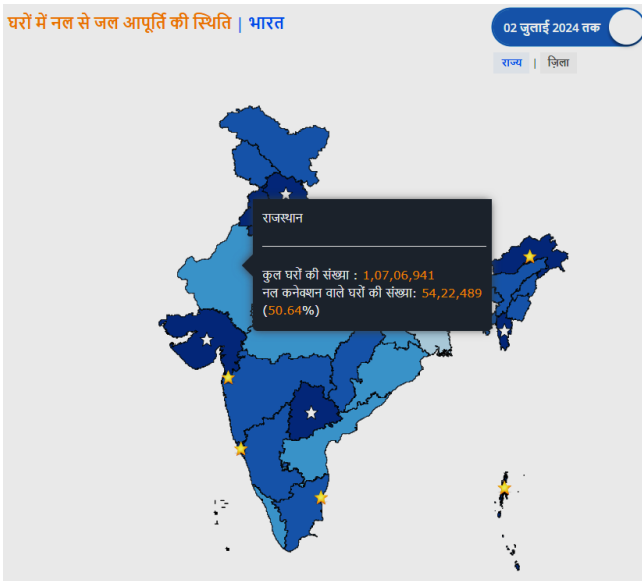 घरों में नल से जल आपूर्ति की स्थिति | भारत
02 जुलाई 2024 तक
राज्य | ज़िला
राजस्थान
कुल घरों की संख्या : 1,07,06,941
नल कनेक्शन वाले घरों की संख्या: 54,22,489
(50.64%)